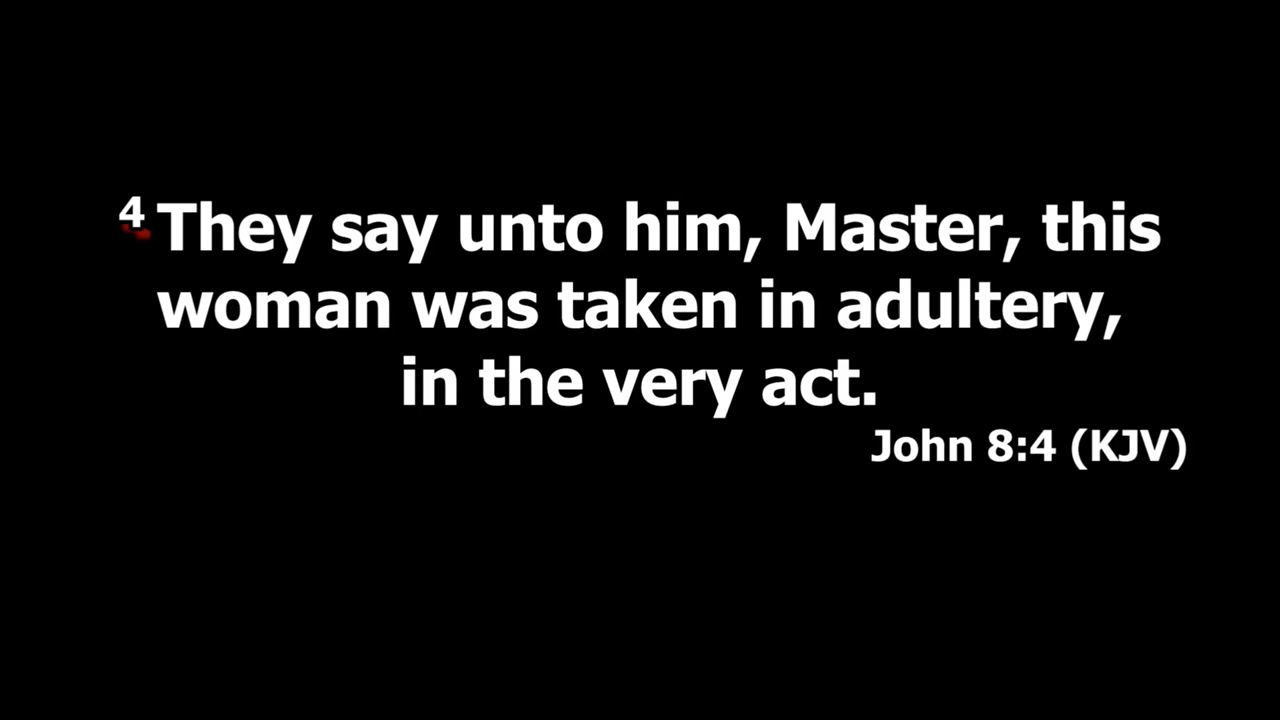 4 They say unto him, Master, this
woman was taken in adultery,
in the very act.
John 8:4 (KJV)